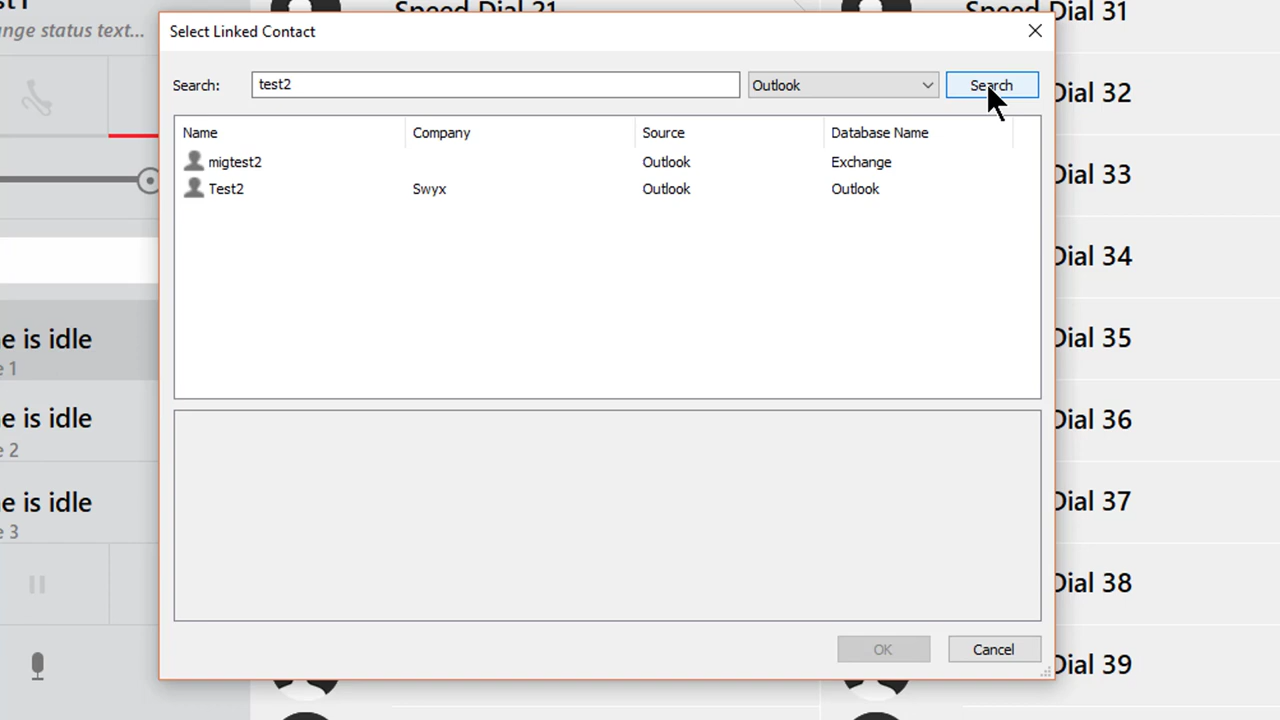 Select Linked Contact
Search: test2 Outlook Search
Name Company Source Database Name
migtest2 Outlook Exchange
Test2 Swyx Outlook Outlook
OK Cancel
nge status text...
e is idle
e 1
e is idle
e 2
e is idle
e 3
Speed Dial 21
Speed Dial 31
Dial 32
Dial 33
Dial 34
Dial 35
Dial 36
Dial 37
Dial 38
Dial 39